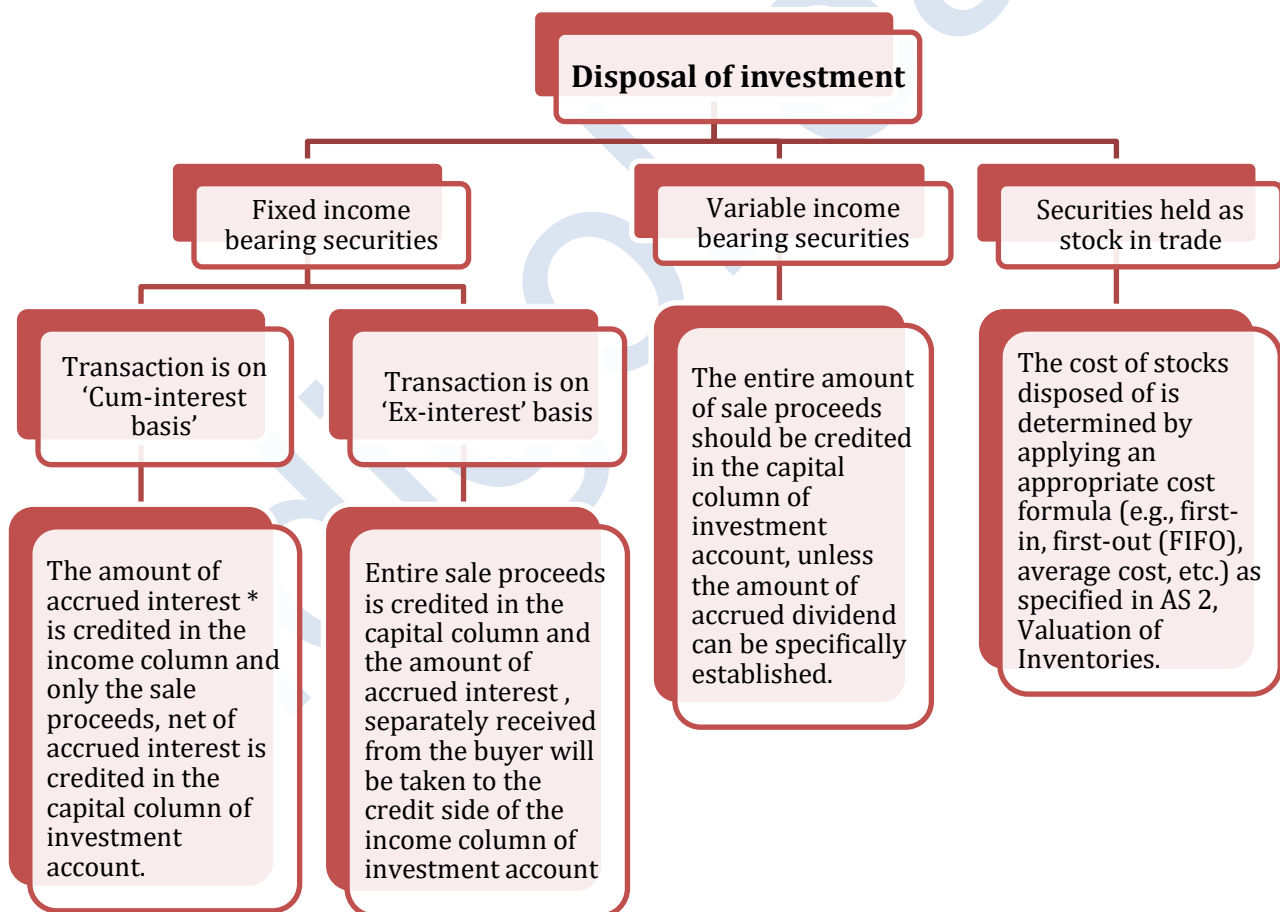 Disposal of investment
Fixed income
bearing securities
Variable income
bearing securities
Securities held as
stock in trade
Transaction is on
‘Cum-interest
basis’
Transaction is on
‘Ex-interest’ basis
The amount of
accrued interest *
is credited in the
income column and
only the sale
proceeds, net of
accrued interest is
credited in the
capital column of
investment
account.
Entire sale proceeds
is credited in the
capital column and
the amount of
accrued interest ,
separately received
from the buyer will
be taken to the
credit side of the
income column of
investment account
The entire amount
of sale proceeds
should be credited
in the capital
column of
investment
account, unless
the amount of
accrued dividend
can be specifically
established.
The cost of stocks
disposed of is
determined by
applying an
appropriate cost
formula (e.g., first-
in, first-out (FIFO),
average cost, etc.) as
specified in AS 2,
Valuation of
Inventories.